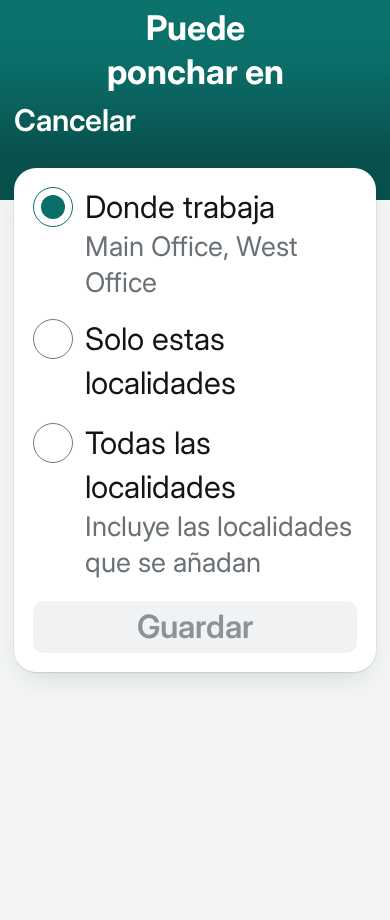 Puede
ponchar en
Cancelar
Donde trabaja
Main Office, West
Office
Solo estas
localidades
Todas las
localidades
Incluye las localidades
que se añadan
Guardar